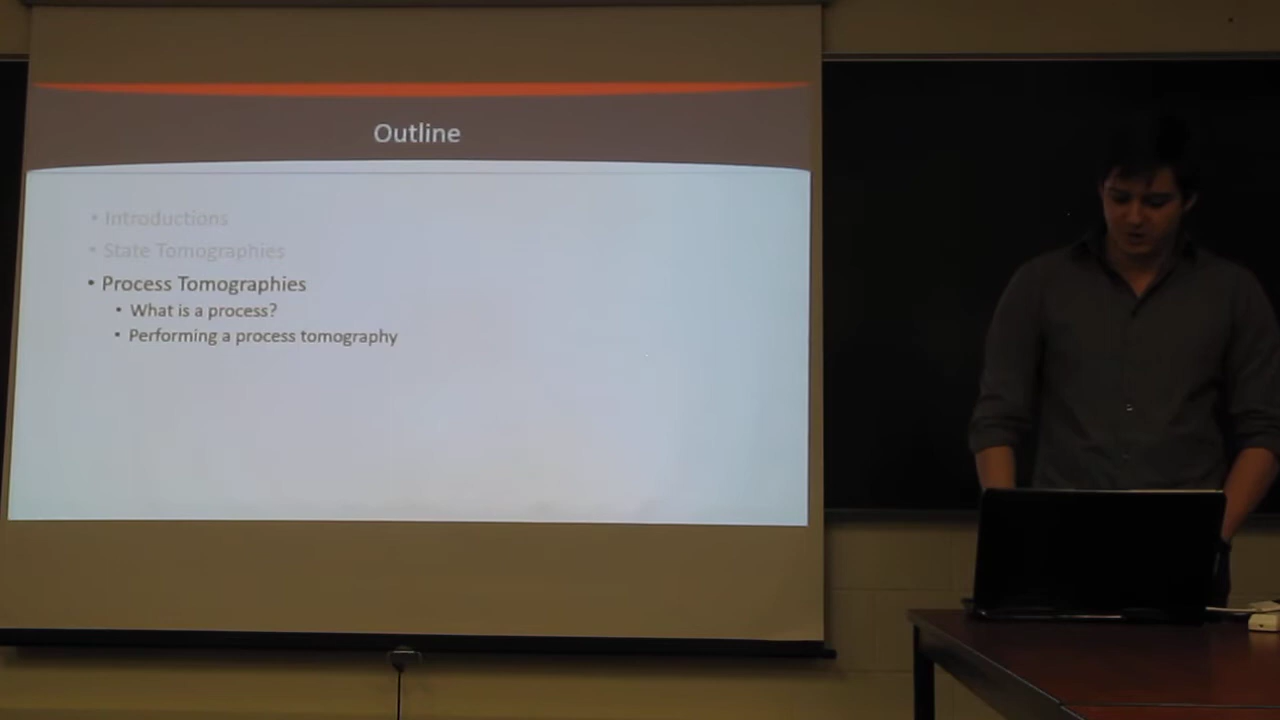 Outline
• Introductions
• State Tomographies
• Process Tomographies
• What is a process?
• Performing a process tomography